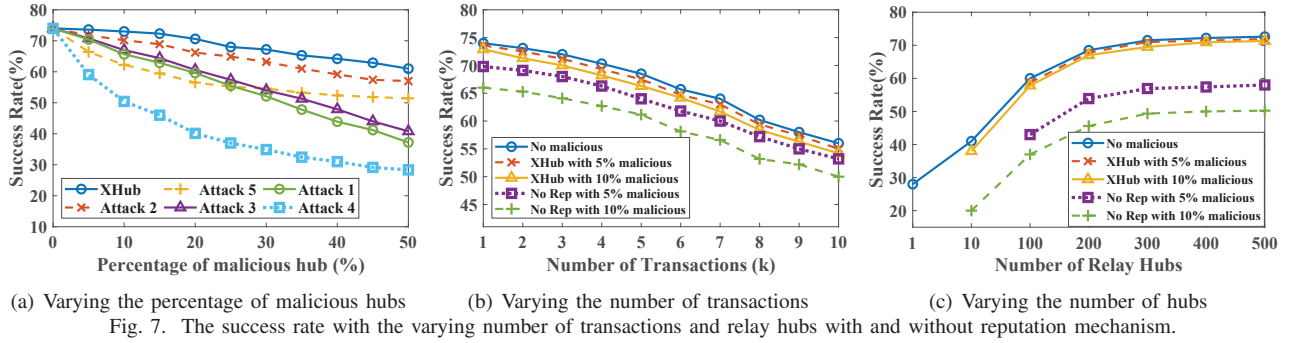 80
70
60
50
40
30
20
10
Success Rate(%)
XHub
Attack 5
Attack 1
Attack 2
Attack 3
Attack 4
0 10 20 30 40 50
Percentage of malicious hub (%)
(a) Varying the percentage of malicious hubs
80
75
70
65
60
55
50
45
Success Rate(%)
No malicious
XHub with 5% malicious
XHub with 10% malicious
No Rep with 5% malicious
No Rep with 10% malicious
1 2 3 4 5 6 7 8 9 10
Number of Transactions (k)
(b) Varying the number of transactions
80
70
60
50
40
30
20
Success Rate(%)
No malicious
XHub with 5% malicious
XHub with 10% malicious
No Rep with 5% malicious
No Rep with 10% malicious
1 10 100 200 300 400 500
Number of Relay Hubs
(c) Varying the number of hubs
Fig. 7. The success rate with the varying number of transactions and relay hubs with and without reputation mechanism.